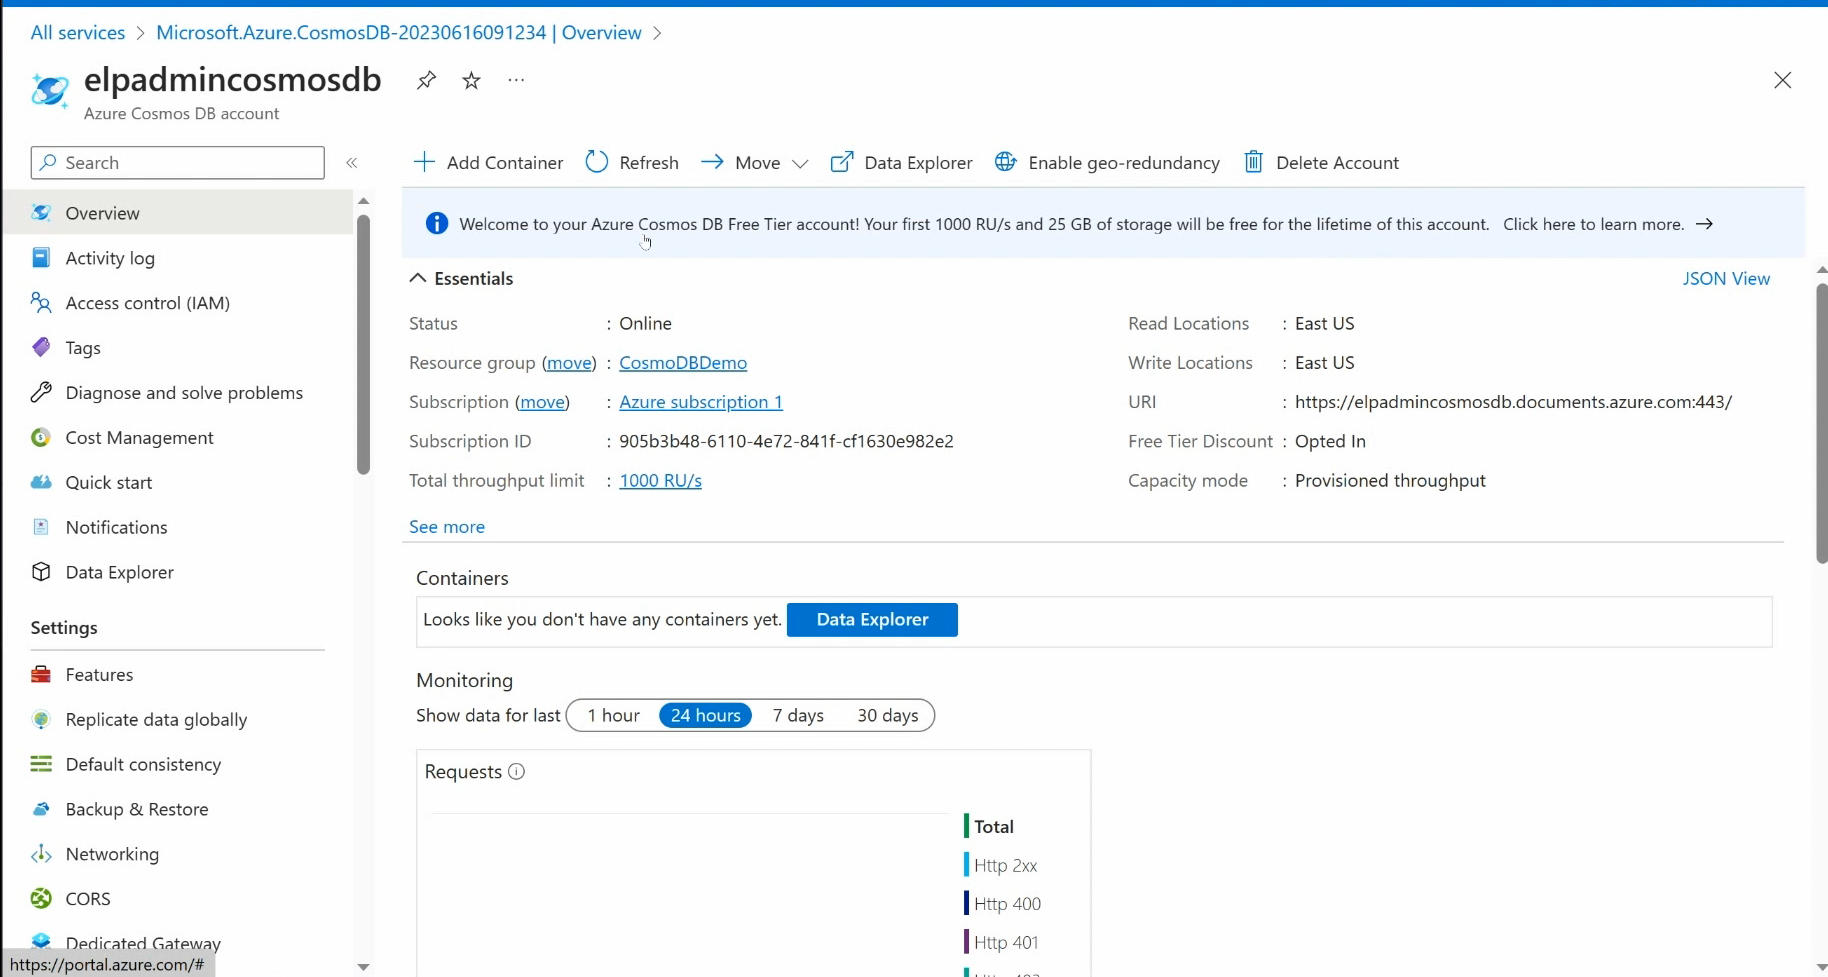 All services > Microsoft.Azure.CosmosDB-20230616091234 | Overview >
elpadmincosmosdb
Azure Cosmos DB account
Search
«
Overview
Activity log
Access control (IAM)
Tags
Diagnose and solve problems
Cost Management
Quick start
Notifications
Data Explorer
Settings
Features
Replicate data globally
Default consistency
Backup & Restore
Networking
CORS
Dedicated Gateway
https://portal.azure.com/#
Add Container Refresh Move Data Explorer Enable geo-redundancy Delete Account
Welcome to your Azure Cosmos DB Free Tier account! Your first 1000 RU/s and 25 GB of storage will be free for the lifetime of this account. Click here to learn more. →
Essentials JSON View
Status : Online
Resource group (move) : CosmoDBDemo
Subscription (move) : Azure subscription 1
Subscription ID : 905b3b48-6110-4e72-841f-cf1630e982e2
Total throughput limit : 1000 RU/s
Read Locations : East US
Write Locations : East US
URI : https://elpadmincosmosdb.documents.azure.com:443/
Free Tier Discount : Opted In
Capacity mode : Provisioned throughput
See more
Containers
Looks like you don't have any containers yet. Data Explorer
Monitoring
Show data for last 1 hour 24 hours 7 days 30 days
Requests
Total
Http 2xx
Http 400
Http 401